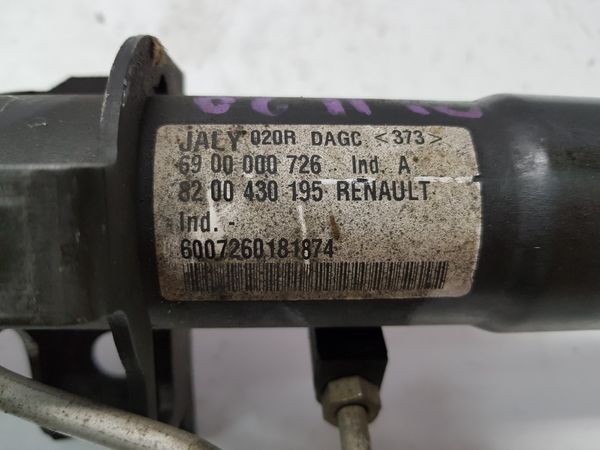 JALY 020R DAGC <373>
69 00 000 726 Ind. A
82 00 430 195 RENAULT
Ind. -
6007260181874